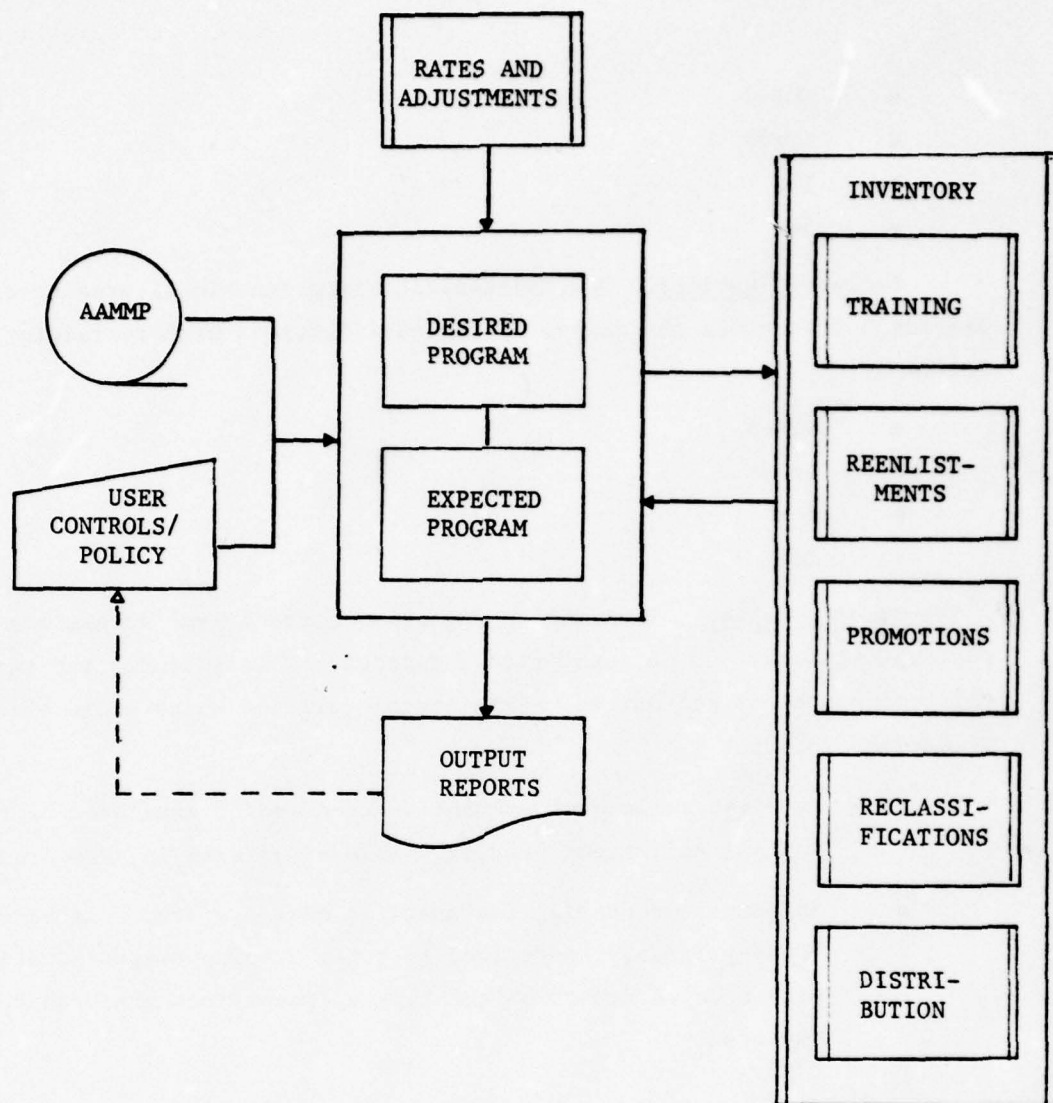 RATES AND
ADJUSTMENTS
INVENTORY
AAMMP
DESIRED
PROGRAM
TRAINING
USER
CONTROLS/
POLICY
EXPECTED
PROGRAM
REENLIST-
MENTS
PROMOTIONS
OUTPUT
REPORTS
RECLASSI-
FICATIONS
DISTRI-
BUTION